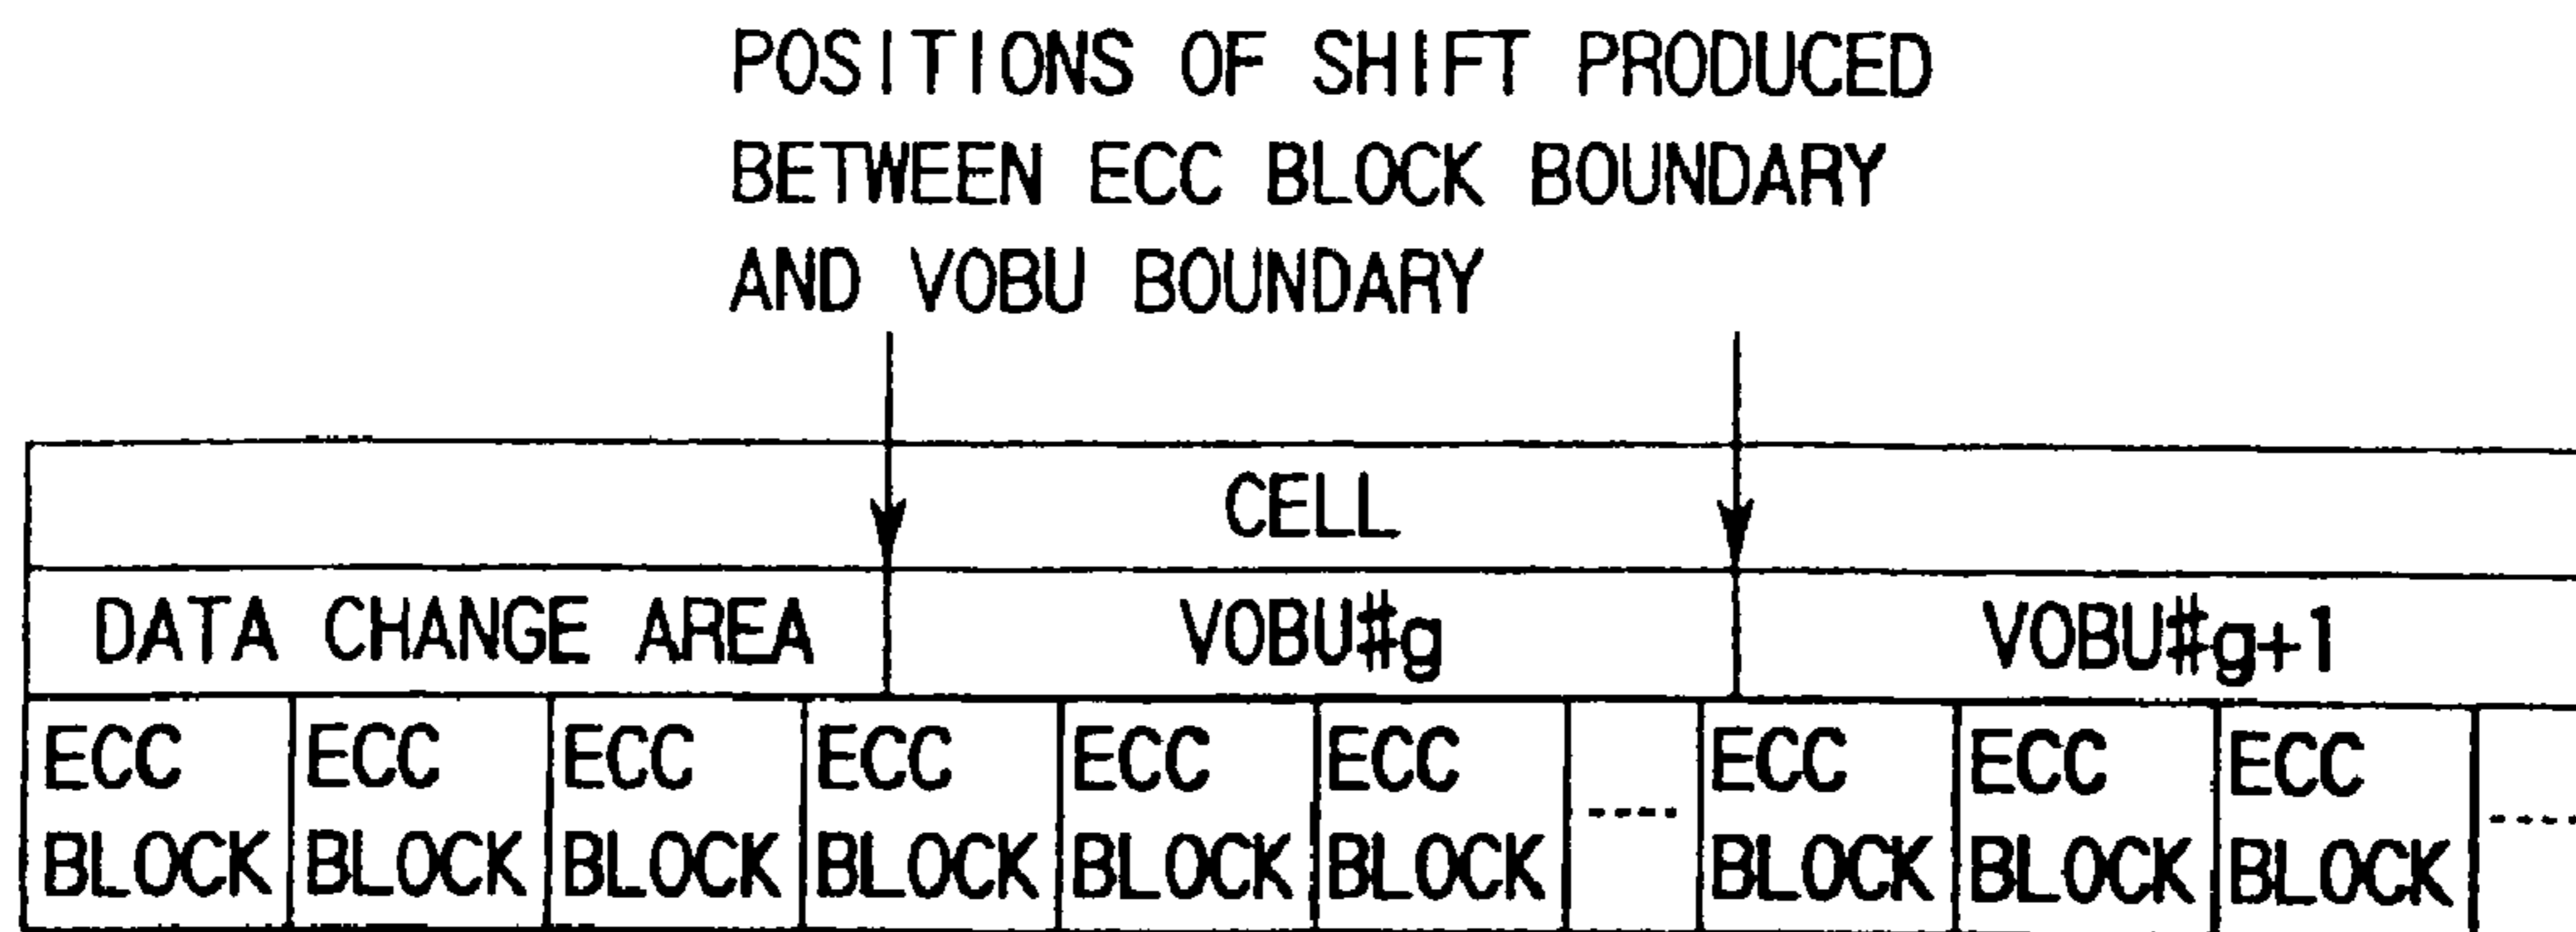 POSITIONS OF SHIFT PRODUCED
BETWEEN ECC BLOCK BOUNDARY
AND VOBU BOUNDARY
CELL
DATA CHANGE AREA VOBU#g VOBU#g+1
ECC ECC ECC ECC ECC ECC ---- ECC ECC ECC ----
BLOCK BLOCK BLOCK BLOCK BLOCK BLOCK BLOCK BLOCK BLOCK